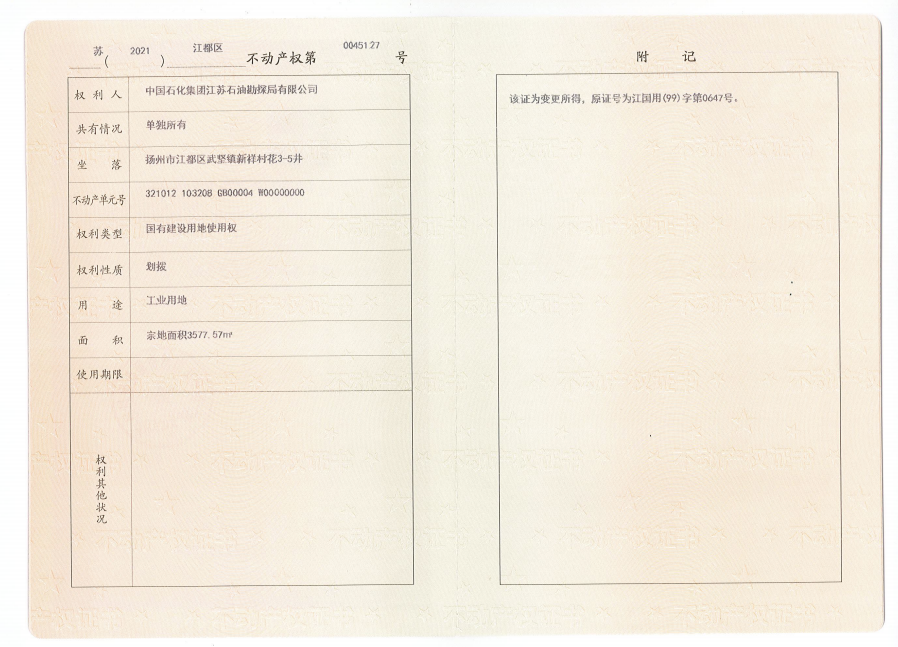 苏(2021)江都区不动产权第0045127号
权利人 中国石化集团江苏石油勘探局有限公司
共有情况 单独所有
坐落 扬州市江都区武坚镇新祥村花3-5井
不动产单元号 321012 103208 GB00004 W00000000
权利类型 国有建设用地使用权
权利性质 划拨
用途 工业用地
面积 宗地面积3577.57㎡
使用期限
权利其他状况
附记
该证为变更所得，原证号为江国用(99)字第0647号。